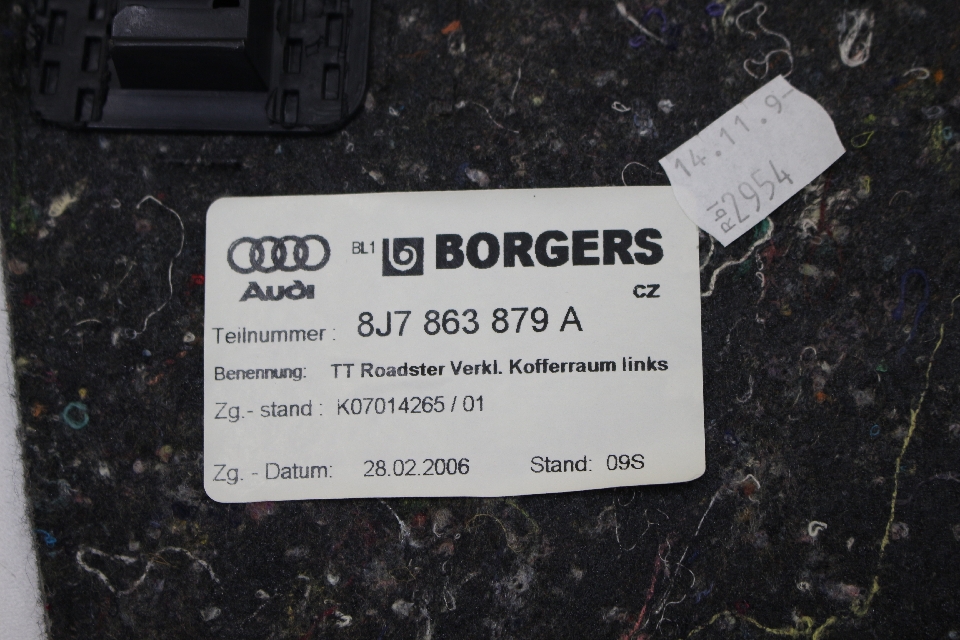 14.11.9-
Rbi 2954
Audi
BL1 BORGERS
CZ
Teilnummer: 8J7 863 879 A
Benennung: TT Roadster Verkl. Kofferraum links
Zg.- stand : K07014265 / 01
Zg. - Datum: 28.02.2006 Stand: 09S